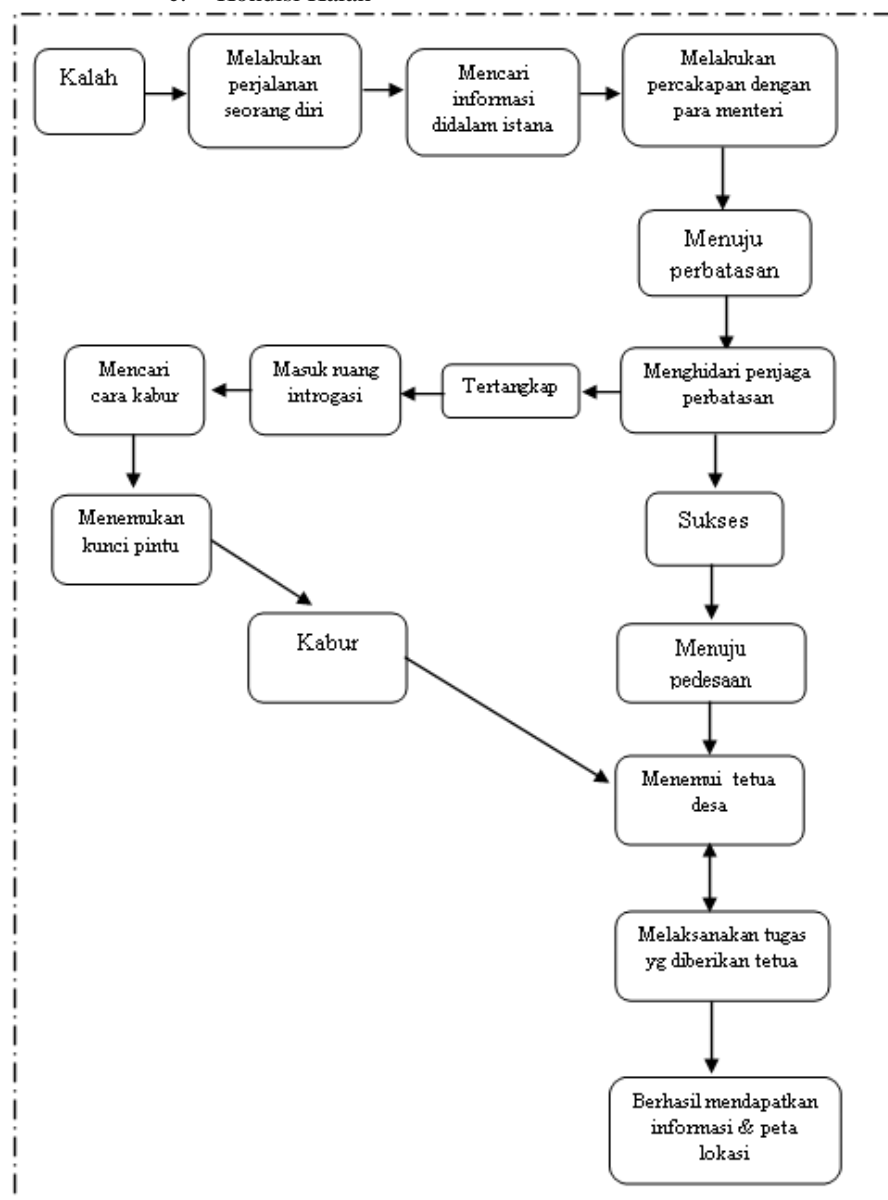 Kalah
Melakukan
perjalanan
seorang diri
Mencari
informasi
didalam istana
Melakukan
percakapan dengan
para menteri
Menuju
perbatasan
Menghidari penjaga
perbatasan
Tertangkap
Masuk ruang
introgasi
Mencari
cara kabur
Menemukan
kunci pintu
Kabur
Sukses
Menuju
pedesaan
Menemui tetua
desa
Melaksanakan tugas
yg diberikan tetua
Berhasil mendapatkan
informasi & peta
lokasi